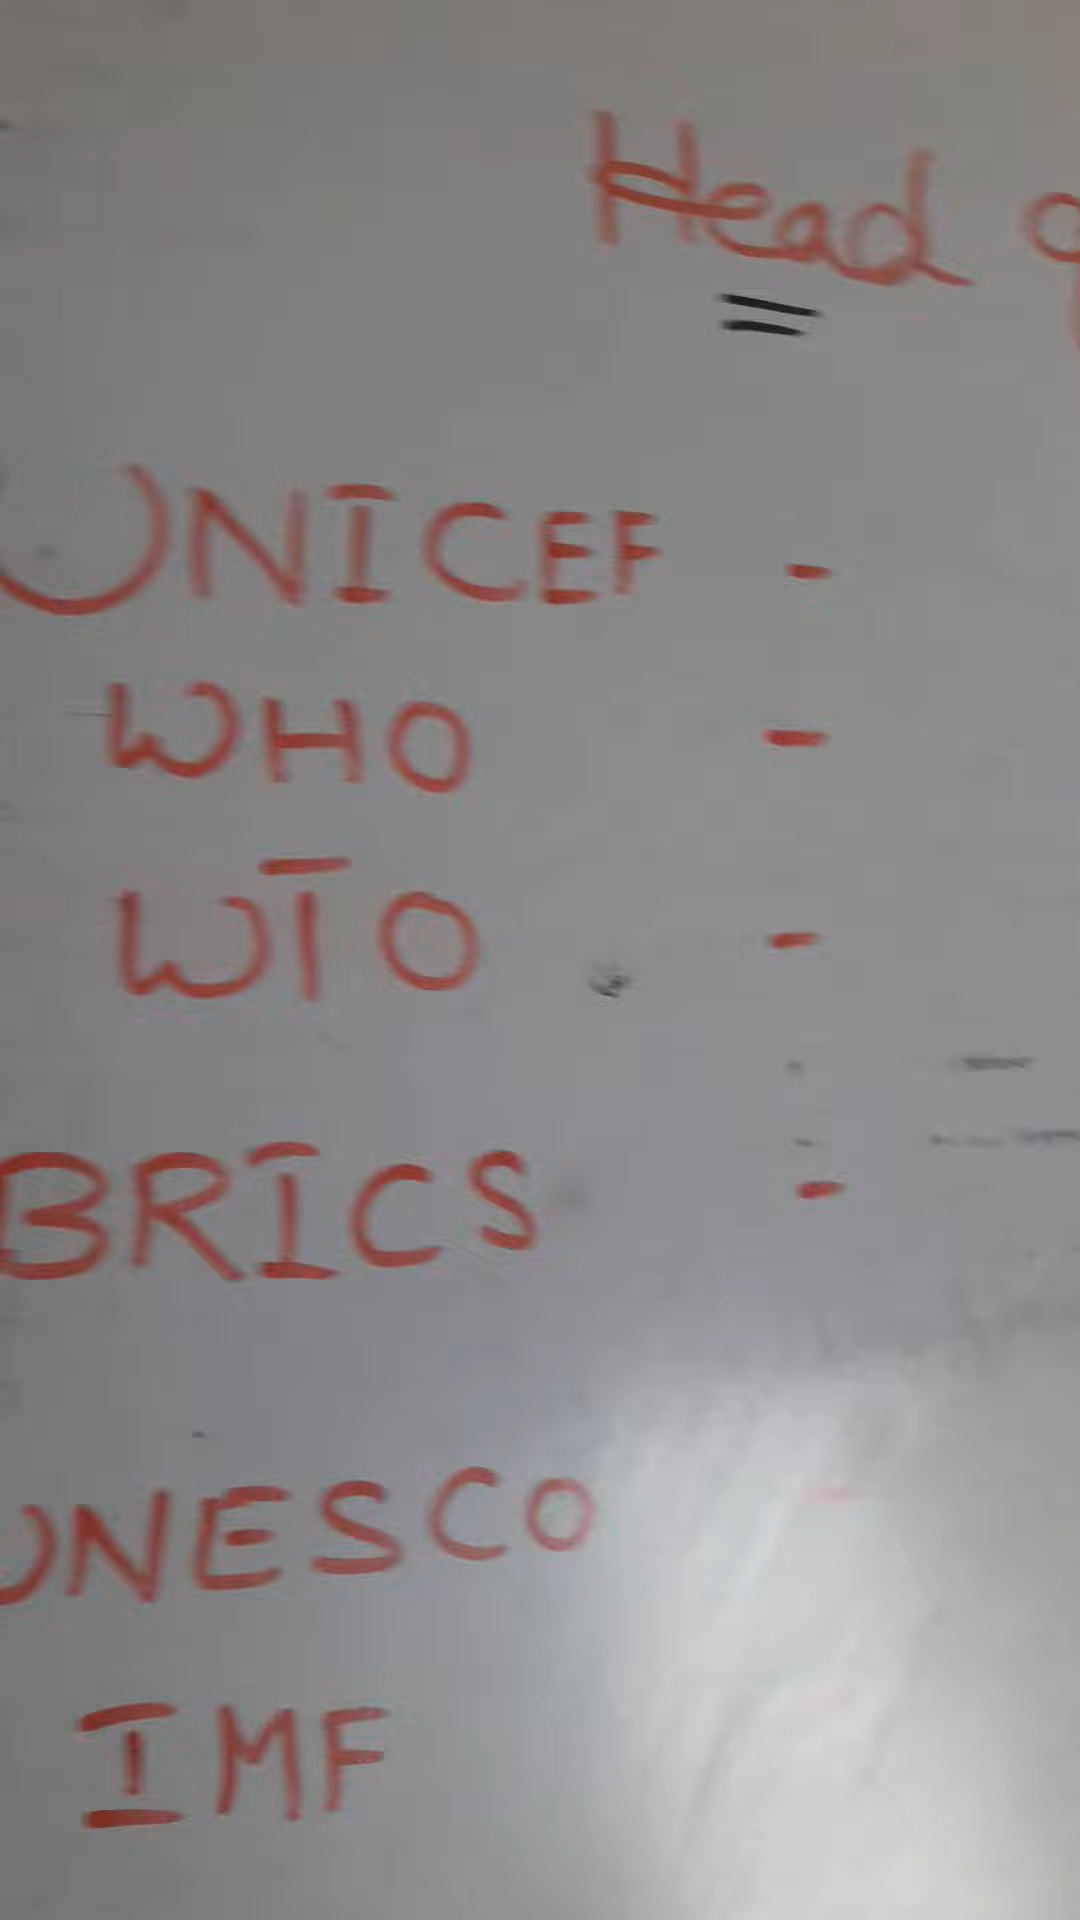 Head q
UNICEF -
WHO -
WTO -
BRICS -
UNESCO -
IMF